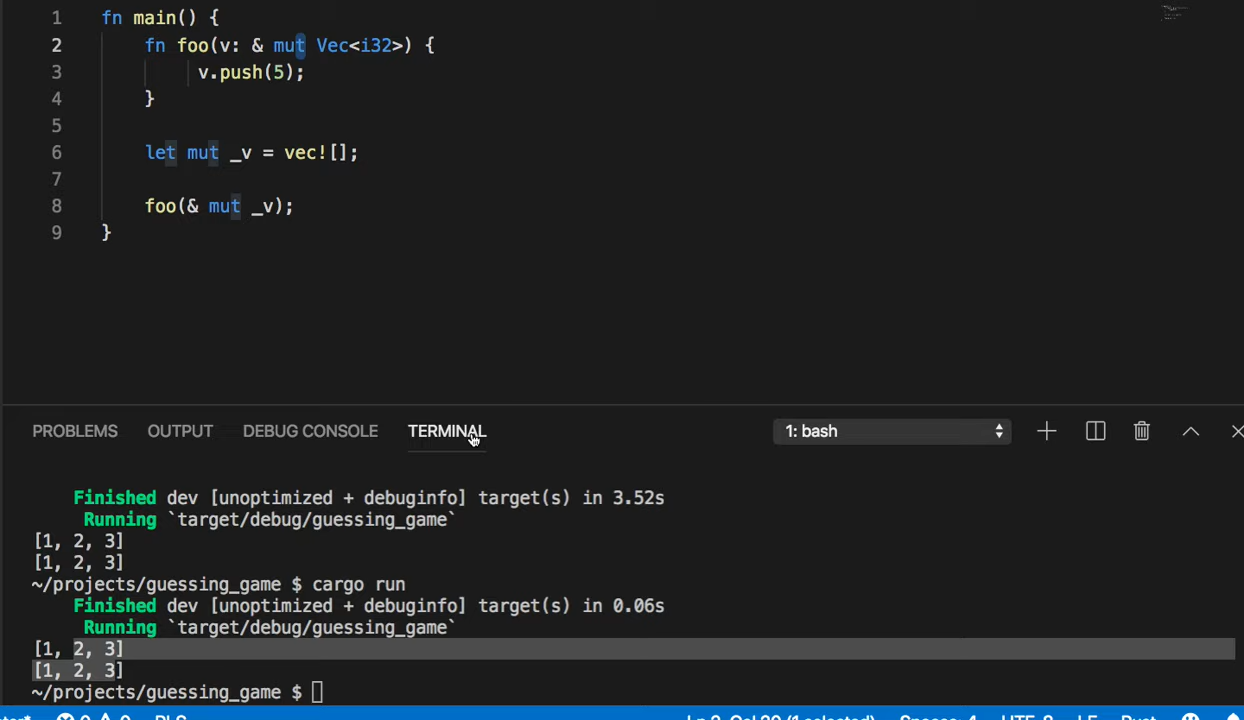 1 fn main() {
2 fn foo(v: & mut Vec<i32>) {
3 v.push(5);
4 }
5
6 let mut _v = vec![];
7
8 foo(& mut _v);
9 }
PROBLEMS OUTPUT DEBUG CONSOLE TERMINAL 1: bash
Finished dev [unoptimized + debuginfo] target(s) in 3.52s
Running `target/debug/guessing_game`
[1, 2, 3]
[1, 2, 3]
~/projects/guessing_game $ cargo run
Finished dev [unoptimized + debuginfo] target(s) in 0.06s
Running `target/debug/guessing_game`
[1, 2, 3]
[1, 2, 3]
~/projects/guessing_game $